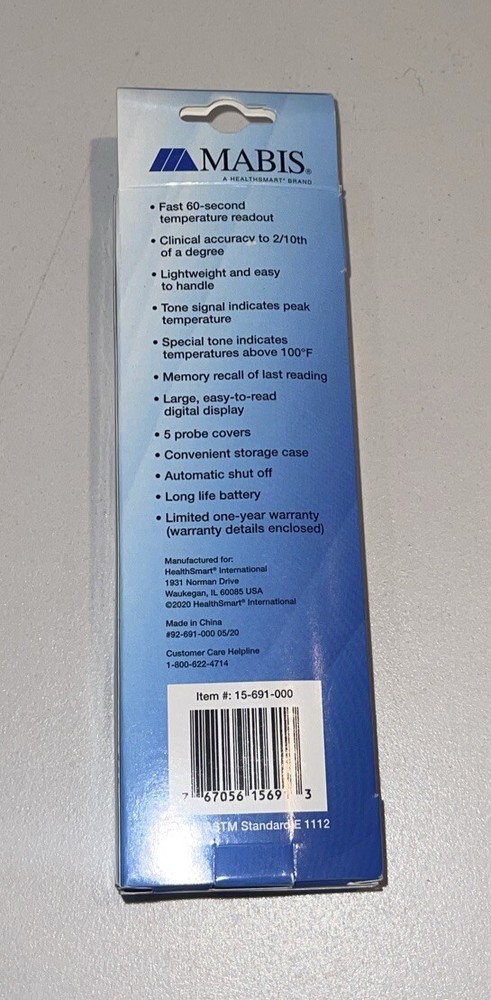 MABIS®
A HEALTHSMART® BRAND
• Fast 60-second
temperature readout
• Clinical accuracy to 2/10th
of a degree
• Lightweight and easy
to handle
• Tone signal indicates peak
temperature
• Special tone indicates
temperatures above 100°F
• Memory recall of last reading
• Large, easy-to-read
digital display
• 5 probe covers
• Convenient storage case
• Automatic shut off
• Long life battery
• Limited one-year warranty
(warranty details enclosed)
Manufactured for:
HealthSmart® International
1931 Norman Drive
Waukegan, IL 60085 USA
©2020 HealthSmart® International
Made in China
#92-691-000 05/20
Customer Care Helpline
1-800-622-4714
Item #: 15-691-000
7 67056 1569 3
ASTM Standard E 1112